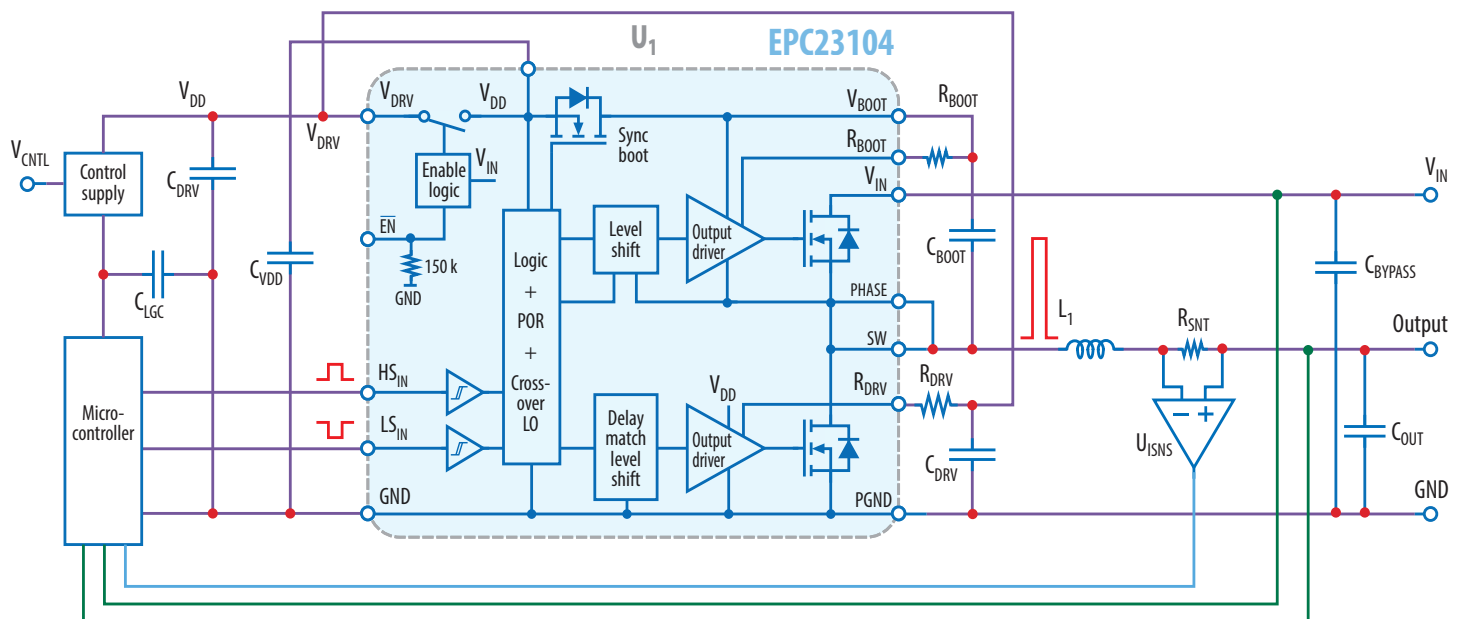 U1
EPC23104
VDD
VDRV
VDRV
VDD
VBOOT
RBOOT
Sync
boot
RBOOT
VCNTL
Control
supply
CDRV
Enable
logic
VIN
VIN
VIN
EN
150 k
GND
CVDD
CLGC
Logic
+
POR
+
Cross-
over
LO
Level
shift
Output
driver
CBOOT
CBYPASS
PHASE
SW
L1
RSNT
Output
Micro-
controller
HSIN
LSIN
Delay
match
level
shift
VDD
Output
driver
RDRV
RDRV
CDRV
− +
UISNS
COUT
GND
PGND
GND